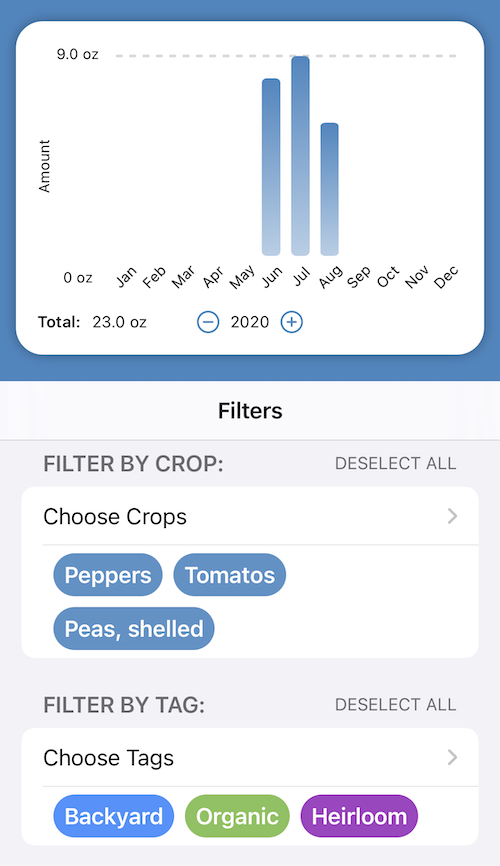 9.0 oz
Amount
0 oz
Jan Feb Mar Apr May Jun Jul Aug Sep Oct Nov Dec
Total: 23.0 oz 2020
Filters
FILTER BY CROP: DESELECT ALL
Choose Crops
Peppers Tomatos
Peas, shelled
FILTER BY TAG: DESELECT ALL
Choose Tags
Backyard Organic Heirloom